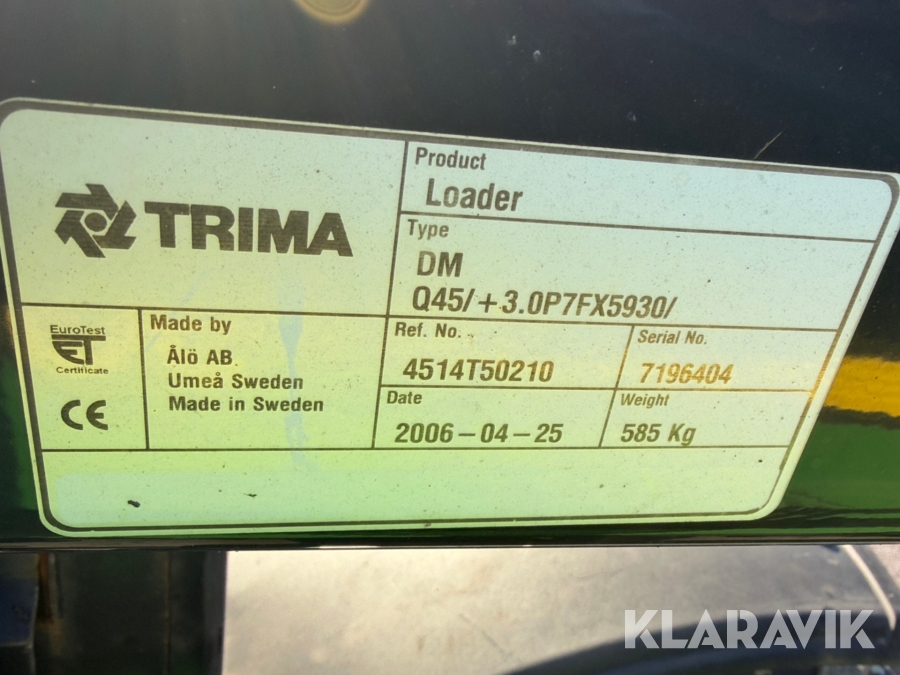 TRIMA
Product
Loader
Type
DM
Q45/+3.0P7FX5930/
EuroTest
ET
Certificate
CE
Made by
Ålö AB.
Umeå Sweden
Made in Sweden
Ref. No.
4514T50210
Serial No.
7196404
Date
2006-04-25
Weight
585 Kg
KLARAVIK